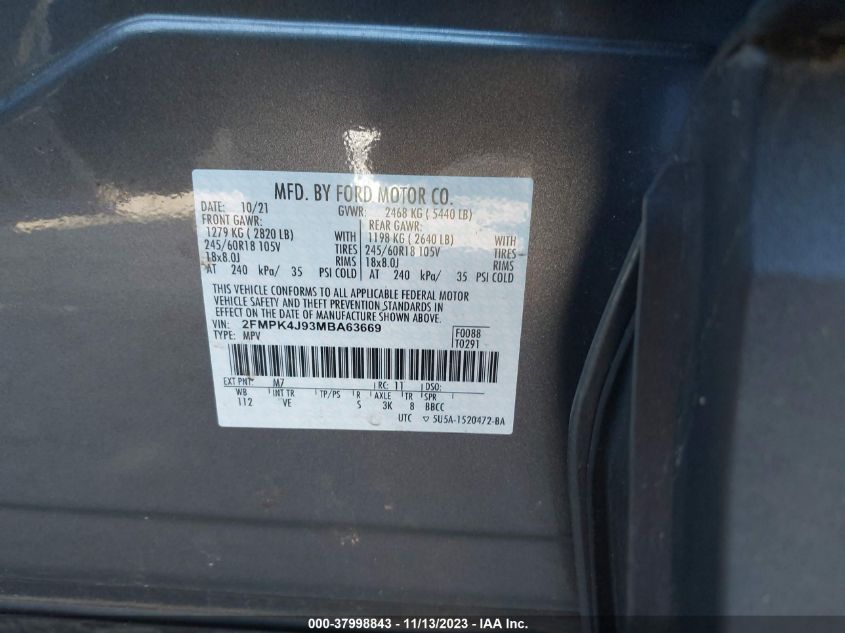 MFD. BY FORD MOTOR CO.
DATE: 10/21 GVWR: 2468 KG ( 5440 LB)
FRONT GAWR: REAR GAWR:
1279 KG ( 2820 LB) WITH 1198 KG ( 2640 LB) WITH
245/60R18 105V TIRES 245/60R18 105V TIRES
18x8.0J RIMS 18x8.0J RIMS
AT 240 kPa/ 35 PSI COLD AT 240 kPa/ 35 PSI COLD
THIS VEHICLE CONFORMS TO ALL APPLICABLE FEDERAL MOTOR
VEHICLE SAFETY AND THEFT PREVENTION STANDARDS IN
EFFECT ON THE DATE OF MANUFACTURE SHOWN ABOVE.
VIN: 2FMPK4J93MBA63669 F0088
TYPE: MPV T0291
EXT PNT: M7 RC: 11 DSO:
WB INT TR TP/PS R AXLE TR SPR
112 VE S 3K 8 BBCC
UTC ▽ 5U5A-1520472-BA
000-37998843 - 11/13/2023 - IAA Inc.